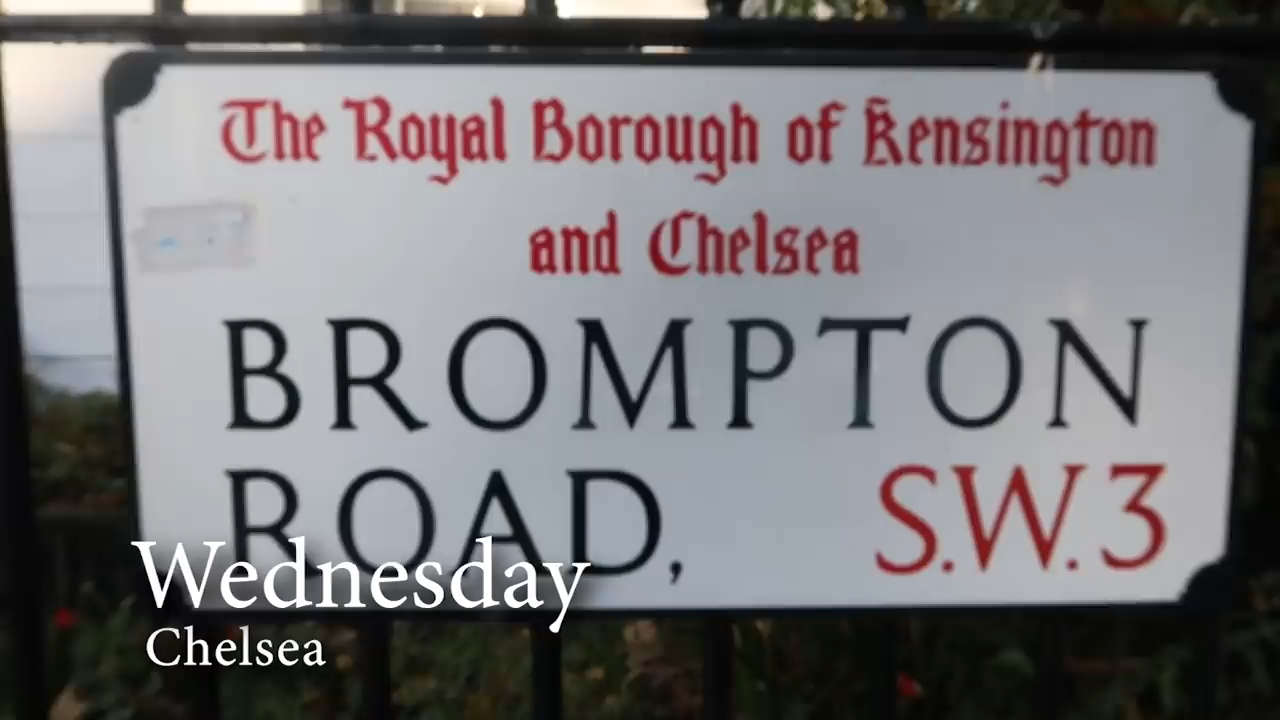 The Royal Borough of Kensington
and Chelsea
BROMPTON
ROAD, S.W.3
Wednesday
Chelsea